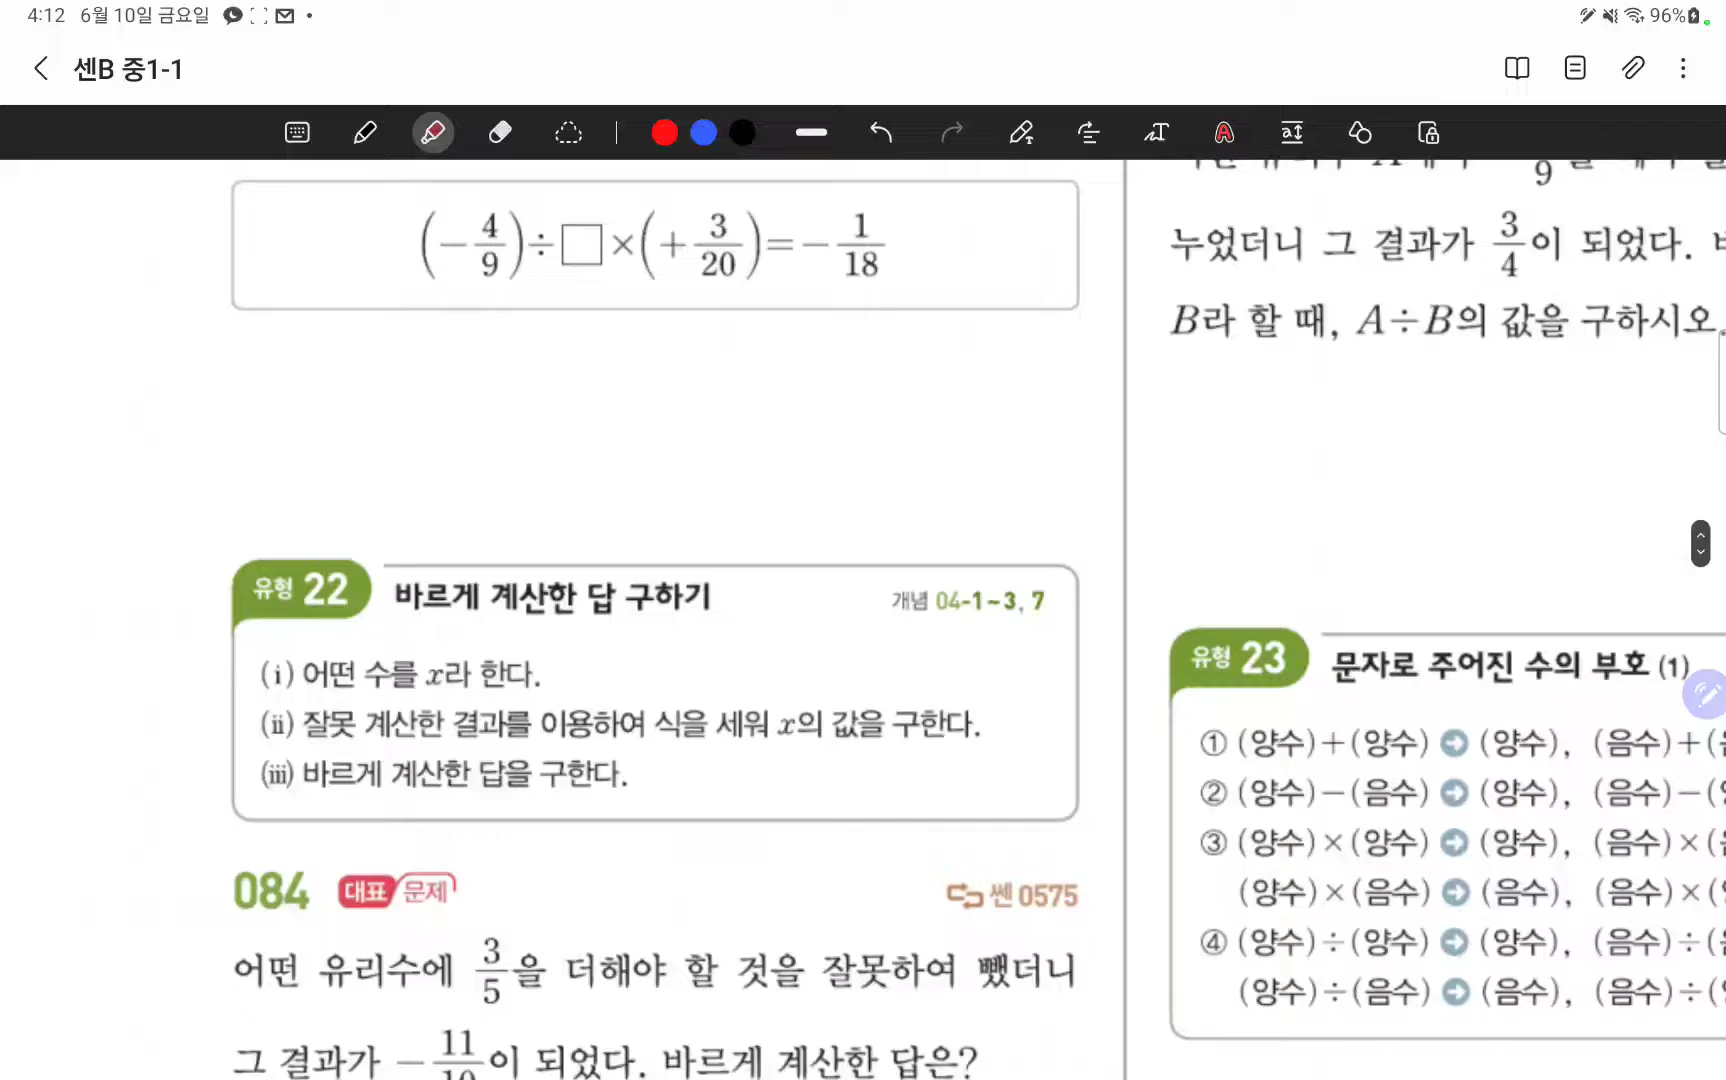 4:12 6월 10일 금요일 96%
센B 중1-1
(-4/9)÷□×(+3/20)=-1/18
유형 22 바르게 계산한 답 구하기 개념 04-1~3, 7
(ⅰ) 어떤 수를 x라 한다.
(ⅱ) 잘못 계산한 결과를 이용하여 식을 세워 x의 값을 구한다.
(ⅲ) 바르게 계산한 답을 구한다.
084 대표 문제 쎈 0575
어떤 유리수에 3/5을 더해야 할 것을 잘못하여 뺐더니
그 결과가 -11/10이 되었다. 바르게 계산한 답은?
9
누었더니 그 결과가 3/4이 되었다.
B라 할 때, A÷B의 값을 구하시오.
유형 23 문자로 주어진 수의 부호 (1)
① (양수)+(양수) ➔ (양수), (음수)+(
② (양수)-(음수) ➔ (양수), (음수)-(
③ (양수)×(양수) ➔ (양수), (음수)×(
(양수)×(음수) ➔ (음수), (음수)×(
④ (양수)÷(양수) ➔ (양수), (음수)÷(
(양수)÷(음수) ➔ (음수), (음수)÷(